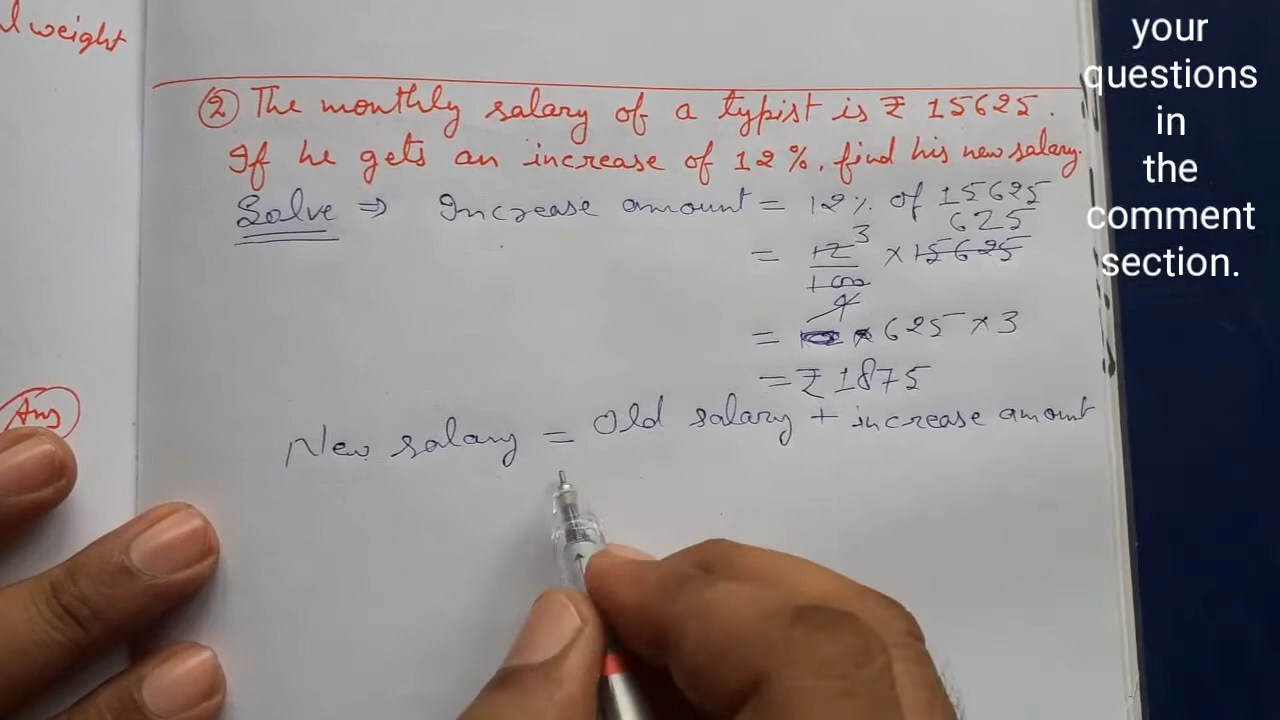 l weight
② The monthly salary of a typist is ₹ 15625.
If he gets an increase of 12%. find his new salary.
Solve ⇒ Increase amount = 12% of 15625
= 12/100 × 15625
3
625
4
= 625 × 3
= ₹ 1875
New salary = Old salary + increase amount
Ans
your
questions
in
the
comment
section.